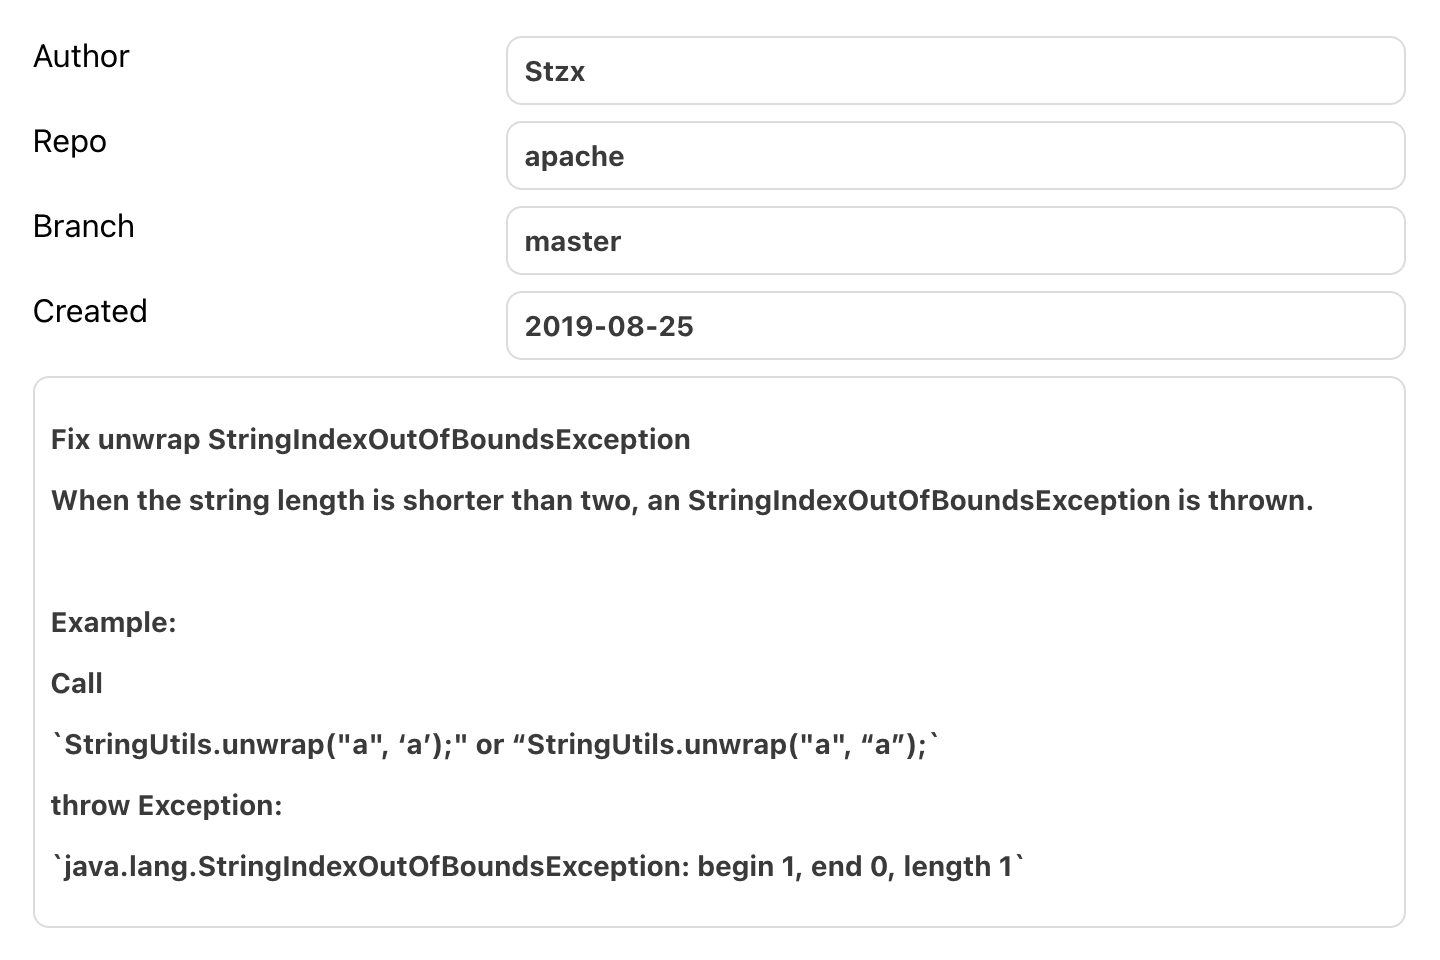 Author
Stzx
Repo
apache
Branch
master
Created
2019-08-25
Fix unwrap StringIndexOutOfBoundsException
When the string length is shorter than two, an StringIndexOutOfBoundsException is thrown.
Example:
Call
`StringUtils.unwrap("a", ‘a’);" or “StringUtils.unwrap("a", “a”);`
throw Exception:
`java.lang.StringIndexOutOfBoundsException: begin 1, end 0, length 1`